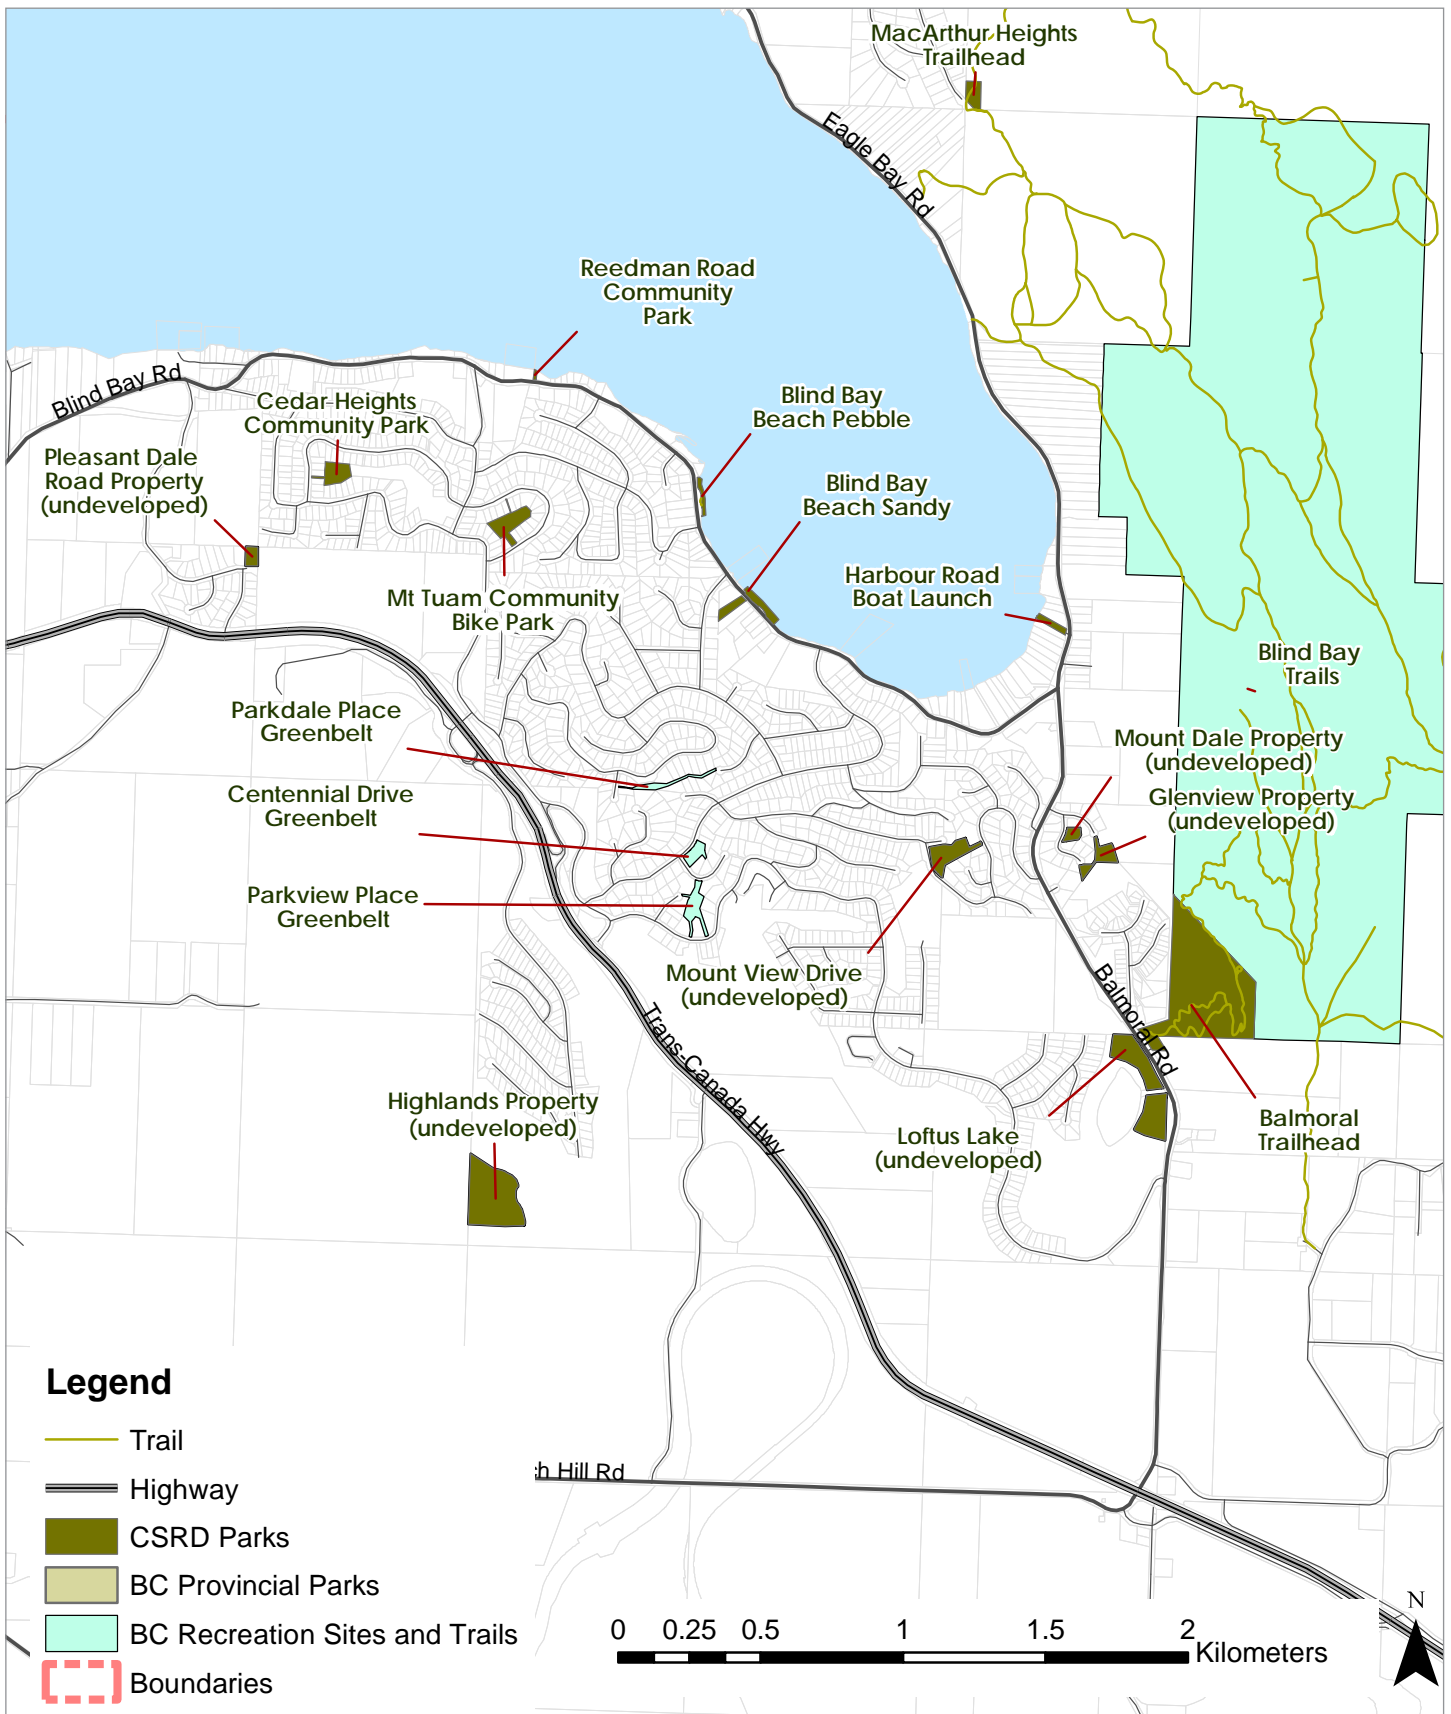 MacArthur Heights
Trailhead
Eagle Bay Rd
Reedman Road
Community
Park
Blind Bay Rd
Cedar Heights
Community Park
Blind Bay
Beach Pebble
Pleasant Dale
Road Property
(undeveloped)
Blind Bay
Beach Sandy
Harbour Road
Boat Launch
Mt Tuam Community
Bike Park
Blind Bay
Trails
Parkdale Place
Greenbelt
Mount Dale Property
(undeveloped)
Centennial Drive
Greenbelt
Glenview Property
(undeveloped)
Parkview Place
Greenbelt
Mount View Drive
(undeveloped)
Balmoral Rd
Trans-Canada Hwy
Highlands Property
(undeveloped)
Loftus Lake
(undeveloped)
Balmoral
Trailhead
Legend
Trail
Highway
CSRD Parks
BC Provincial Parks
BC Recreation Sites and Trails
Boundaries
h Hill Rd
0 0.25 0.5 1 1.5 2
Kilometers
N